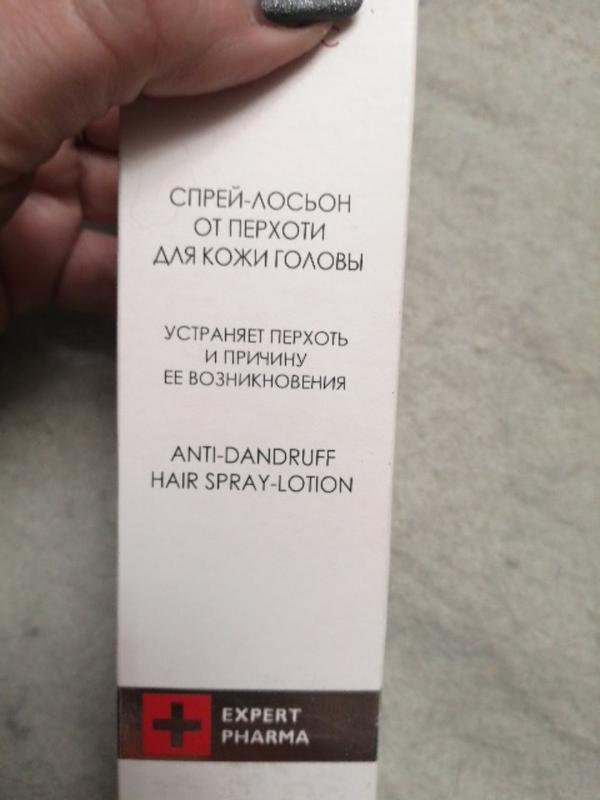 СПРЕЙ-ЛОСЬОН
ОТ ПЕРХОТИ
ДЛЯ КОЖИ ГОЛОВЫ
УСТРАНЯЕТ ПЕРХОТЬ
И ПРИЧИНУ
ЕЕ ВОЗНИКНОВЕНИЯ
ANTI-DANDRUFF
HAIR SPRAY-LOTION
EXPERT
PHARMA